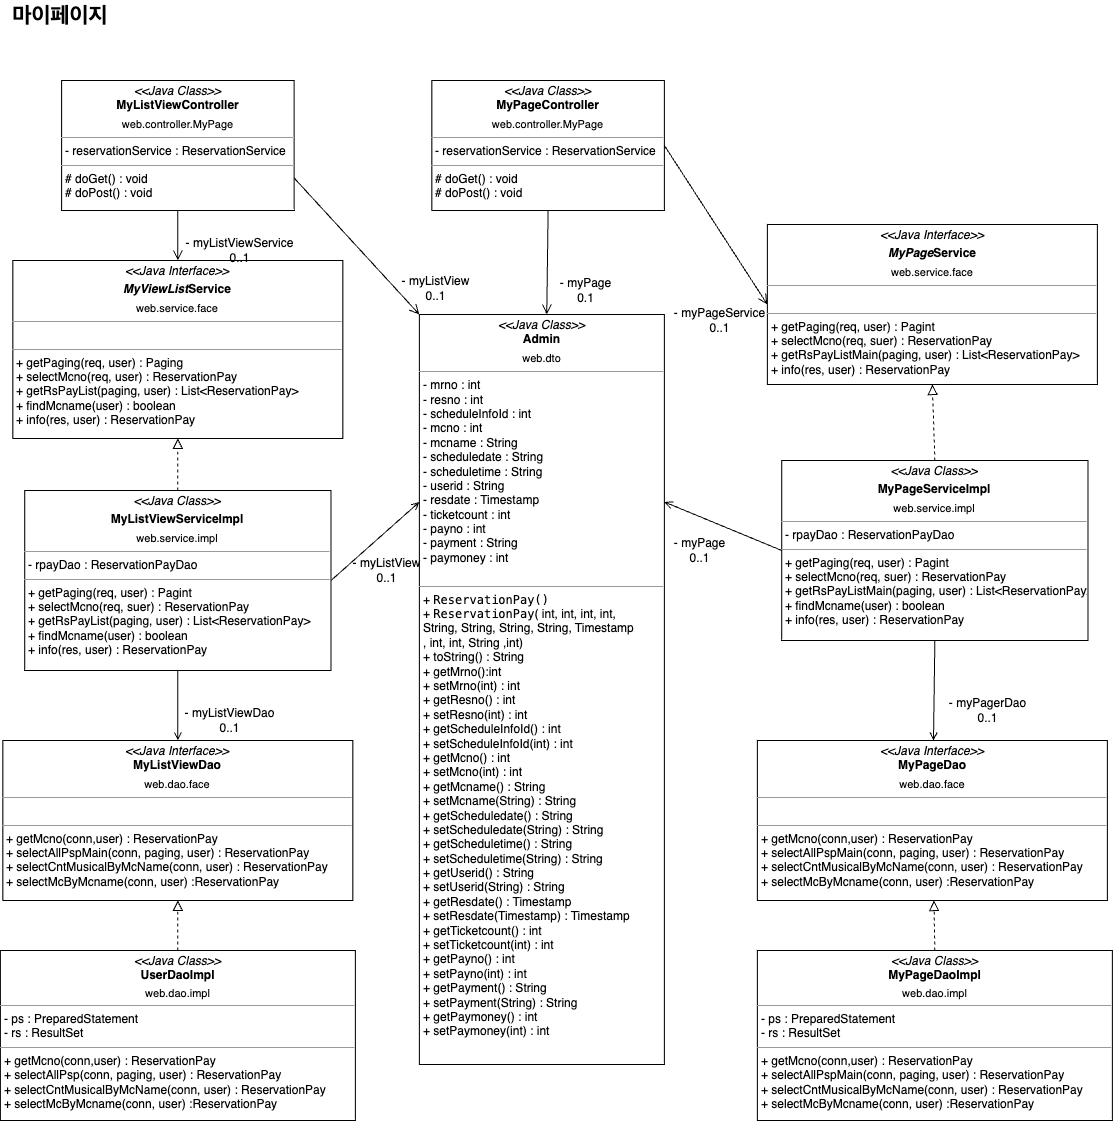 마이페이지
<<Java Class>>
MyListViewController
web.controller.MyPage
- reservationService : ReservationService
# doGet() : void
# doPost() : void
<<Java Class>>
MyPageController
web.controller.MyPage
- reservationService : ReservationService
# doGet() : void
# doPost() : void
- myListViewService
0..1
- myListView
0..1
- myPage
0.1
- myPageService
0..1
<<Java Interface>>
MyViewListService
web.service.face
+ getPaging(req, user) : Paging
+ selectMcno(req, user) : ReservationPay
+ getRsPayList(paging, user) : List<ReservationPay>
+ findMcname(user) : boolean
+ info(res, user) : ReservationPay
<<Java Interface>>
MyPageService
web.service.face
+ getPaging(req, user) : Pagint
+ selectMcno(req, suer) : ReservationPay
+ getRsPayListMain(paging, user) : List<ReservationPay>
+ info(res, user) : ReservationPay
<<Java Class>>
MyListViewServiceImpl
web.service.impl
- rpayDao : ReservationPayDao
+ getPaging(req, user) : Pagint
+ selectMcno(req, suer) : ReservationPay
+ getRsPayList(paging, user) : List<ReservationPay>
+ findMcname(user) : boolean
+ info(res, user) : ReservationPay
- myListView
0..1
<<Java Class>>
Admin
web.dto
- mrno : int
- resno : int
- scheduleInfoId : int
- mcno : int
- mcname : String
- scheduledate : String
- scheduletime : String
- userid : String
- resdate : Timestamp
- ticketcount : int
- payno : int
- payment : String
- paymoney : int
+ ReservationPay()
+ ReservationPay( int, int, int, int,
String, String, String, String, Timestamp
, int, int, String ,int)
+ toString() : String
+ getMrno():int
+ setMrno(int) : int
+ getResno() : int
+ setResno(int) : int
+ getScheduleInfoId() : int
+ setScheduleInfoId(int) : int
+ getMcno() : int
+ setMcno(int) : int
+ getMcname() : String
+ setMcname(String) : String
+ getScheduledate() : String
+ setScheduledate(String) : String
+ getScheduletime() : String
+ setScheduletime(String) : String
+ getUserid() : String
+ setUserid(String) : String
+ getResdate() : Timestamp
+ setResdate(Timestamp) : Timestamp
+ getTicketcount() : int
+ setTicketcount(int) : int
+ getPayno() : int
+ setPayno(int) : int
+ getPayment() : String
+ setPayment(String) : String
+ getPaymoney() : int
+ setPaymoney(int) : int
- myPage
0..1
<<Java Class>>
MyPageServiceImpl
web.service.impl
- rpayDao : ReservationPayDao
+ getPaging(req, user) : Pagint
+ selectMcno(req, suer) : ReservationPay
+ getRsPayListMain(paging, user) : List<ReservationPay
+ findMcname(user) : boolean
+ info(res, user) : ReservationPay
- myListViewDao
0..1
- myPagerDao
0..1
<<Java Interface>>
MyListViewDao
web.dao.face
+ getMcno(conn,user) : ReservationPay
+ selectAllPspMain(conn, paging, user) : ReservationPay
+ selectCntMusicalByMcName(conn, user) : ReservationPay
+ selectMcByMcname(conn, user) :ReservationPay
<<Java Interface>>
MyPageDao
web.dao.face
+ getMcno(conn,user) : ReservationPay
+ selectAllPspMain(conn, paging, user) : ReservationPay
+ selectCntMusicalByMcName(conn, user) : ReservationPay
+ selectMcByMcname(conn, user) :ReservationPay
<<Java Class>>
UserDaoImpl
web.dao.impl
- ps : PreparedStatement
- rs : ResultSet
+ getMcno(conn,user) : ReservationPay
+ selectAllPsp(conn, paging, user) : ReservationPay
+ selectCntMusicalByMcName(conn, user) : ReservationPay
+ selectMcByMcname(conn, user) :ReservationPay
<<Java Class>>
MyPageDaoImpl
web.dao.impl
- ps : PreparedStatement
- rs : ResultSet
+ getMcno(conn,user) : ReservationPay
+ selectAllPspMain(conn, paging, user) : ReservationPay
+ selectCntMusicalByMcName(conn, user) : ReservationPay
+ selectMcByMcname(conn, user) :ReservationPay